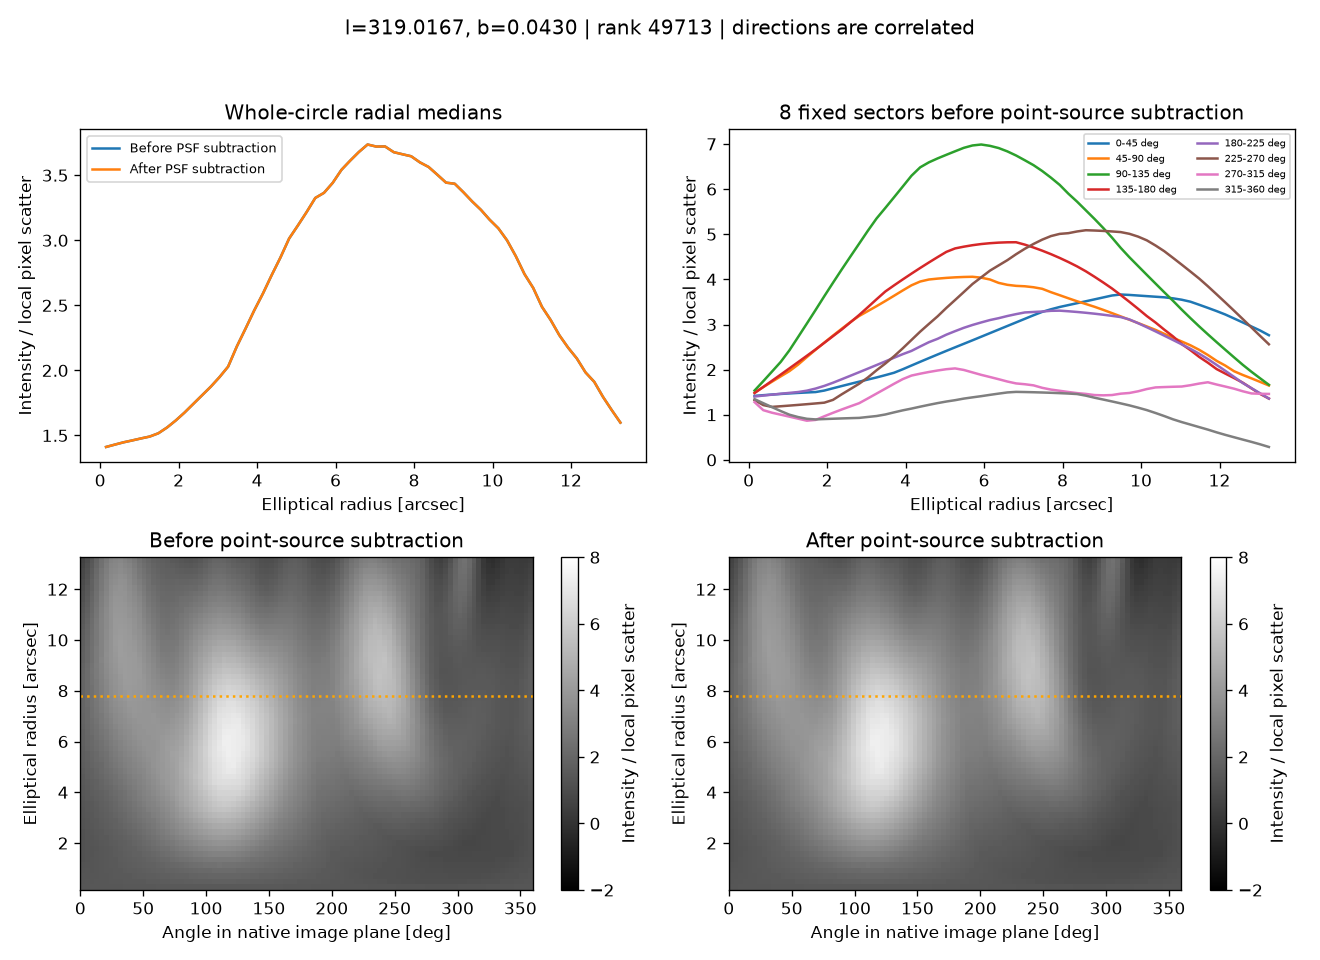 l=319.0167, b=0.0430 | rank 49713 | directions are correlated
Whole-circle radial medians
Before PSF subtraction
After PSF subtraction
Intensity / local pixel scatter
3.5
3.0
2.5
2.0
1.5
0 2 4 6 8 10 12
Elliptical radius [arcsec]
8 fixed sectors before point-source subtraction
0-45 deg
45-90 deg
90-135 deg
135-180 deg
180-225 deg
225-270 deg
270-315 deg
315-360 deg
Intensity / local pixel scatter
7
6
5
4
3
2
1
0
0 2 4 6 8 10 12
Elliptical radius [arcsec]
Before point-source subtraction
Elliptical radius [arcsec]
12
10
8
6
4
2
0 50 100 150 200 250 300 350
Angle in native image plane [deg]
8
6
4
2
0
−2
Intensity / local pixel scatter
After point-source subtraction
Elliptical radius [arcsec]
12
10
8
6
4
2
0 50 100 150 200 250 300 350
Angle in native image plane [deg]
8
6
4
2
0
−2
Intensity / local pixel scatter